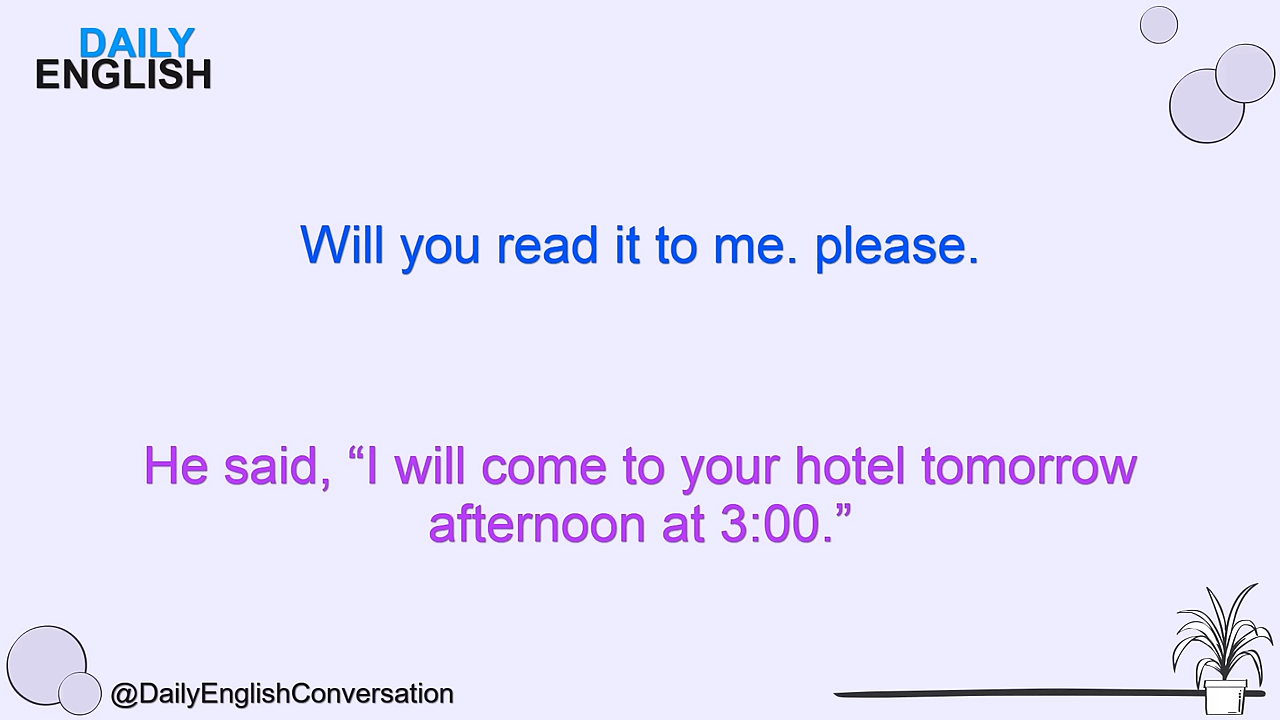 DAILY
ENGLISH
Will you read it to me. please.
He said, “I will come to your hotel tomorrow
afternoon at 3:00.”
@DailyEnglishConversation